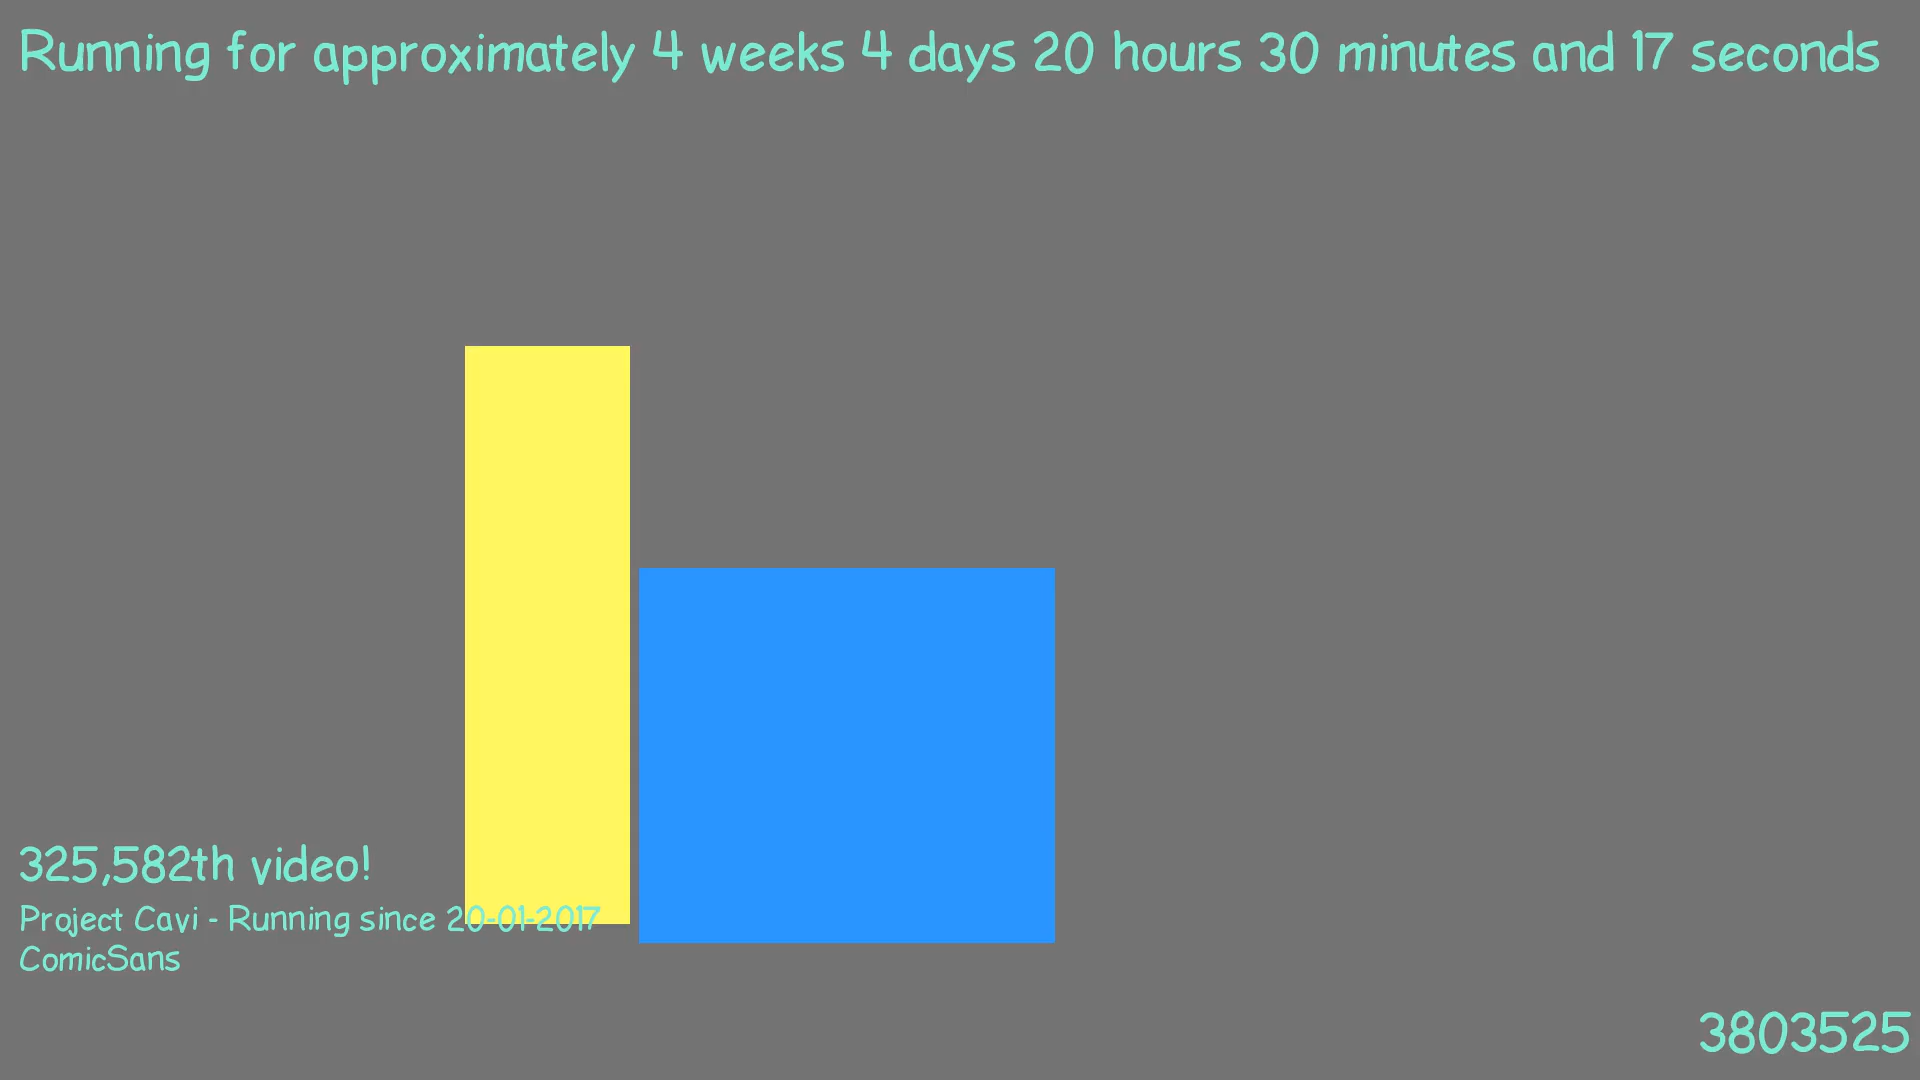 Running for approximately 4 weeks 4 days 20 hours 30 minutes and 17 seconds
325,582th video!
Project Cavi - Running since 20-01-2017
ComicSans
3803525